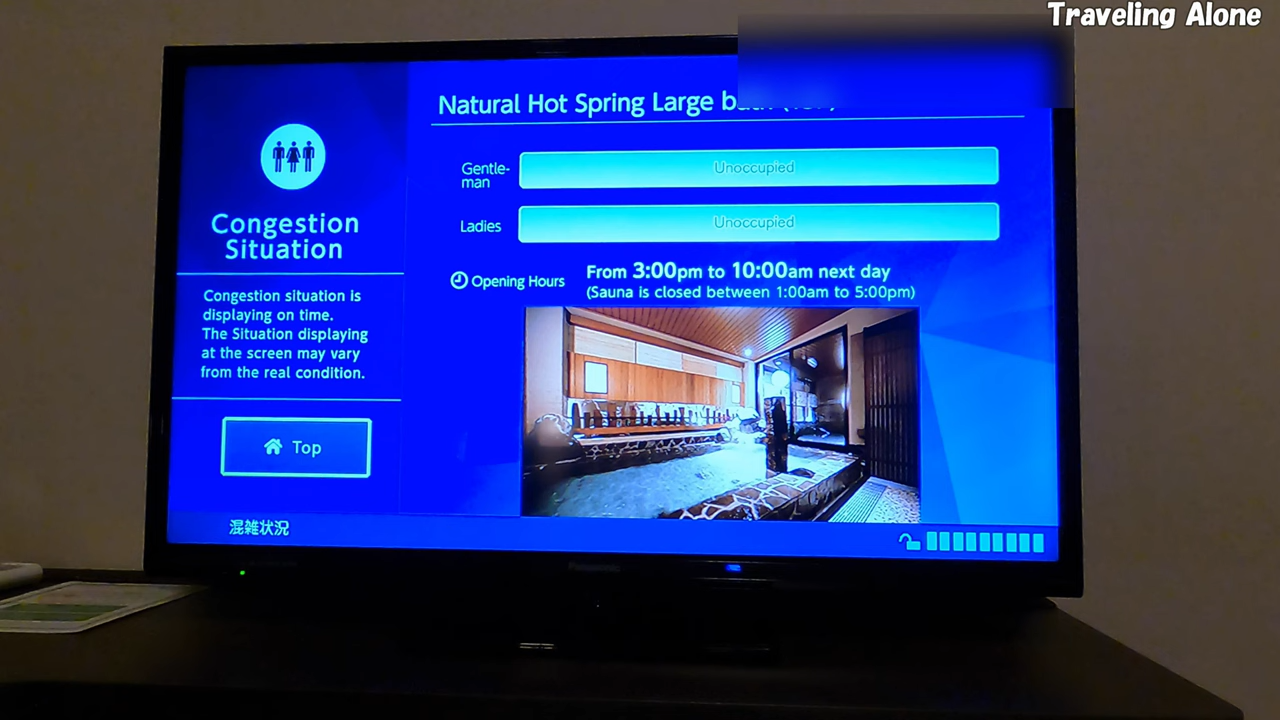 Traveling Alone
Natural Hot Spring Large
Gentle-
man
Unoccupied
Ladies
Unoccupied
Congestion
Situation
Opening Hours
From 3:00pm to 10:00am next day
(Sauna is closed between 1:00am to 5:00pm)
Congestion situation is
displaying on time.
The Situation displaying
at the screen may vary
from the real condition.
Top
混雑状況
Panasonic